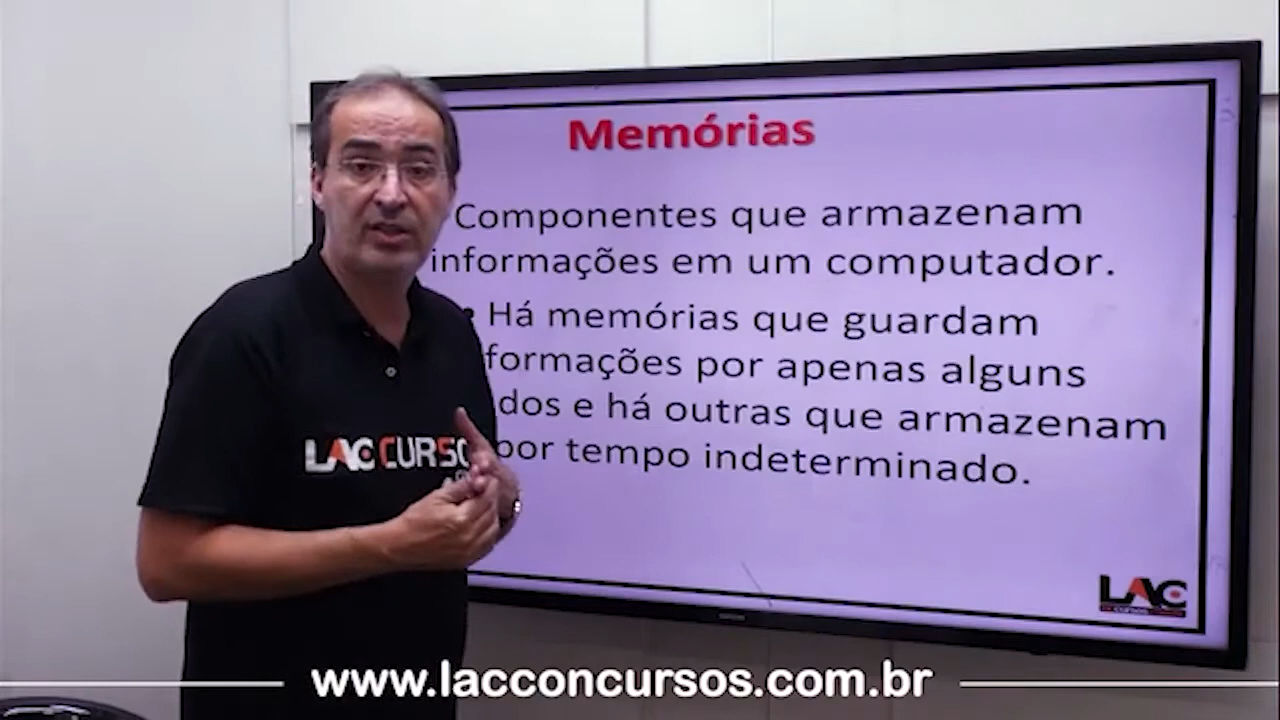 Memórias
Componentes que armazenam
informações em um computador.
• Há memórias que guardam
formações por apenas alguns
dos e há outras que armazenam
por tempo indeterminado.
LAC CURSO
LAC
CURSOS
www.lacconcursos.com.br